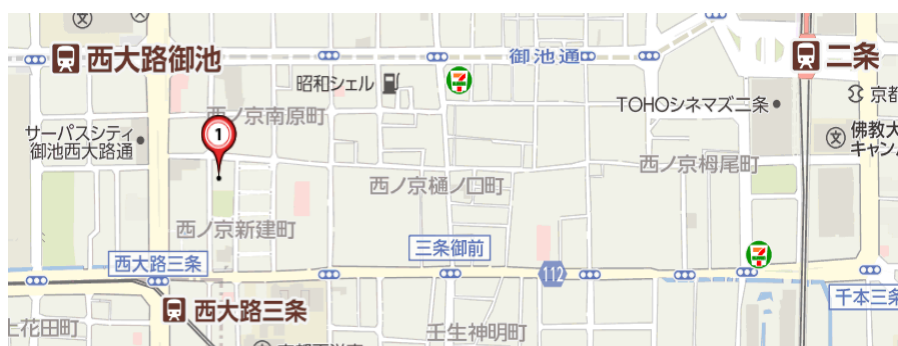 西大路御池
御池通
二条
昭和シェル
7
TOHOシネマズ二条
京都
西ノ京南原町
1
サーパスシティ
御池西大路通
佛教大
キャン
文
文
西ノ京栂尾町
西ノ京樋ノ口町
西ノ京新建町
三条御前
西大路三条
7
112
西大路三条
千本三条
上花田町
壬生神明町